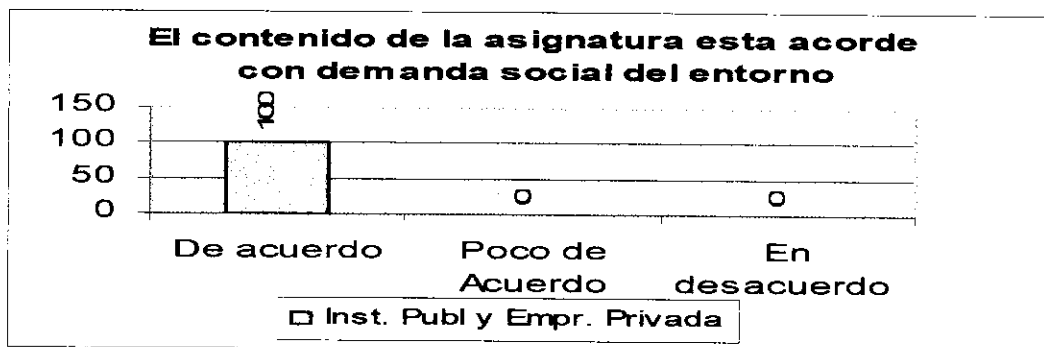 El contenido de la asignatura esta acorde
con demanda social del entorno
150
100
50
0
100
0
0
De acuerdo
Poco de
Acuerdo
En
desacuerdo
Inst. Publ y Empr. Privada